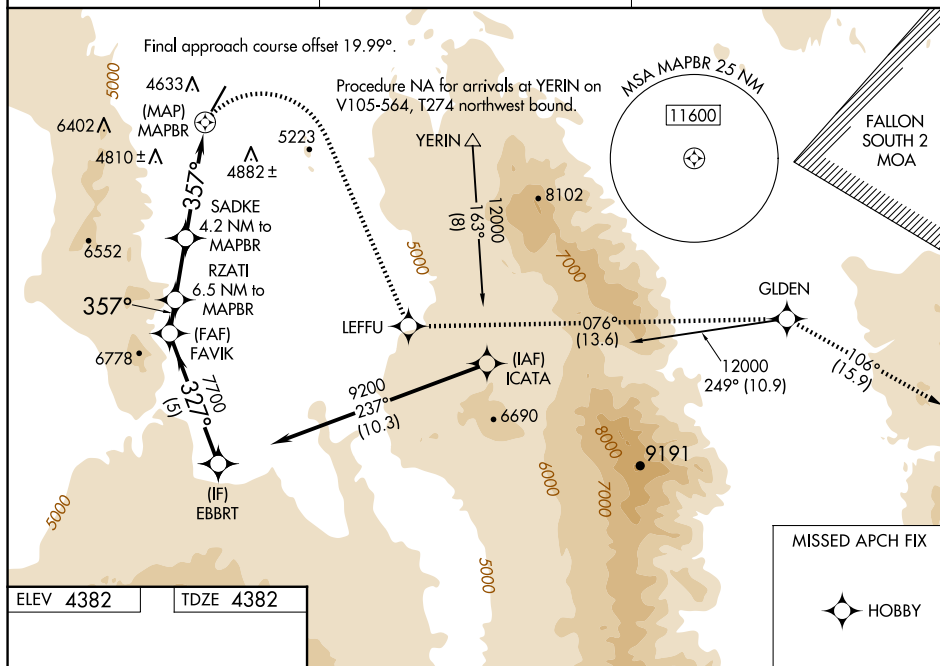 Final approach course offset 19.99°.
5000
4633
(MAP)
MAPBR
6402
4810 ±
4882 ±
5223
357°
SADKE
4.2 NM to
MAPBR
6552
RZATI
6.5 NM to
MAPBR
357°
(FAF)
FAVIK
6778
7700
327°
(5)
(IF)
EBBRT
5000
Procedure NA for arrivals at YERIN on
V105-564, T274 northwest bound.
YERIN
12000
163°
(8)
8102
7000
5000
LEFFU
076°
(13.6)
GLDEN
12000
249° (10.9)
106°
(15.9)
(IAF)
ICATA
9200
237°
(10.3)
6690
8000
9191
6000
7000
5000
MSA MAPBR 25 NM
11600
FALLON
SOUTH 2
MOA
MISSED APCH FIX
HOBBY
ELEV 4382
TDZE 4382